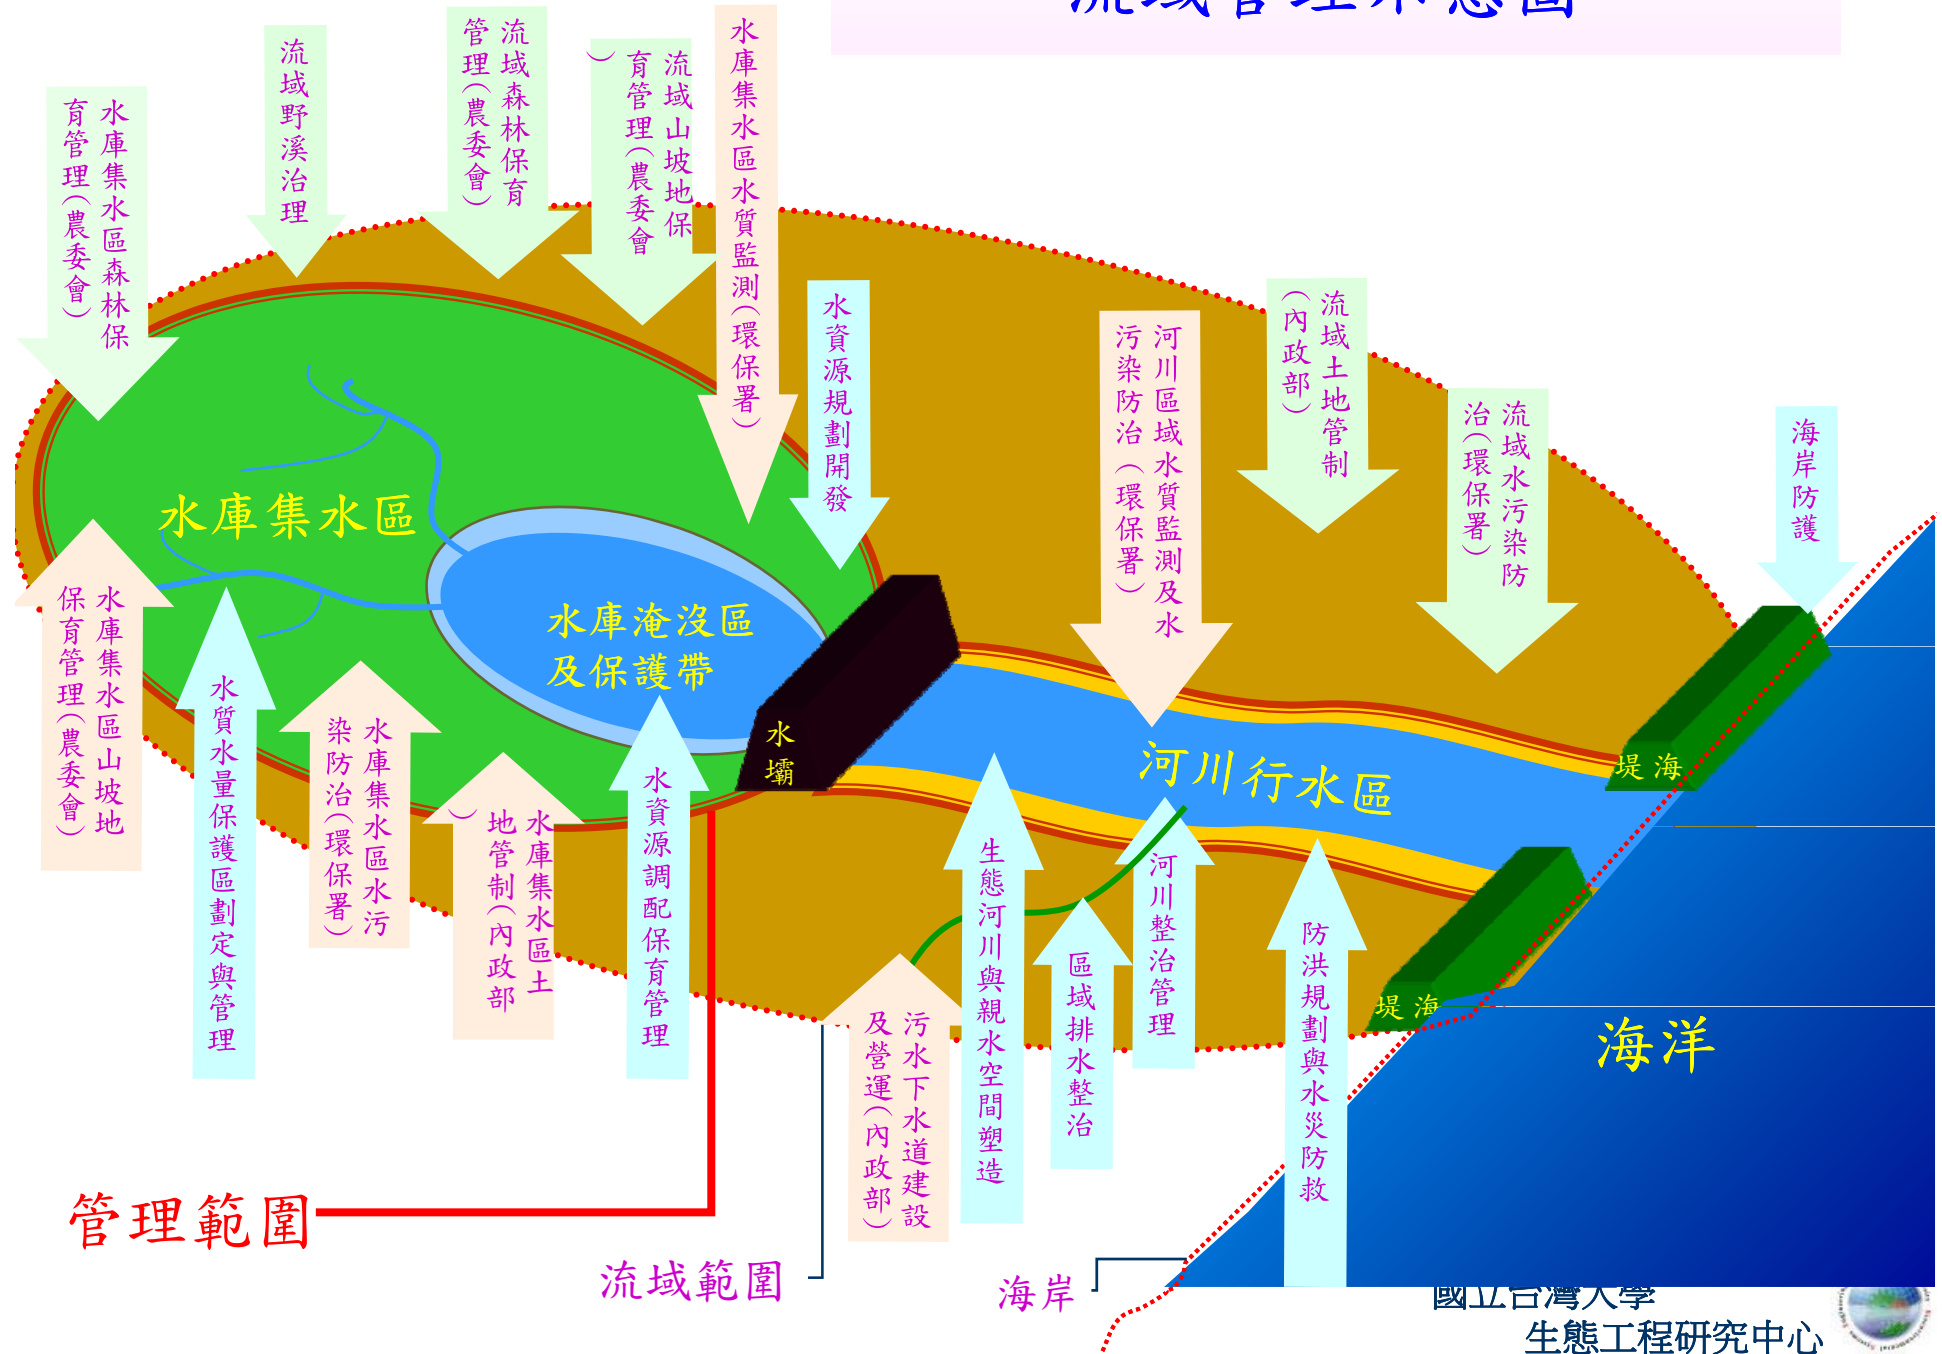 流域管理示意圖
水庫集水區森林保
育管理(農委會)
流域野溪治理
流域森林保育
管理(農委會)
流域山坡地保
育管理(農委會
)
水庫集水區水質監測(環保署)
水資源規劃開發
河川區域水質監測及水
污染防治(環保署)
流域土地管制
(內政部)
流域水污染防
治(環保署)
海岸防護
水庫集水區
水庫淹沒區
及保護帶
水
壩
河川行水區
堤海
堤海
海洋
水庫集水區山坡地
保育管理(農委會)
水質水量保護區劃定與管理
水庫集水區水污
染防治(環保署)
水庫集水區土
地管制(內政部
)
水資源調配保育管理
污水下水道建設
及營運(內政部)
生態河川與親水空間塑造
區域排水整治
河川整治管理
防洪規劃與水災防救
管理範圍
流域範圍
海岸
國立台灣大學
生態工程研究中心